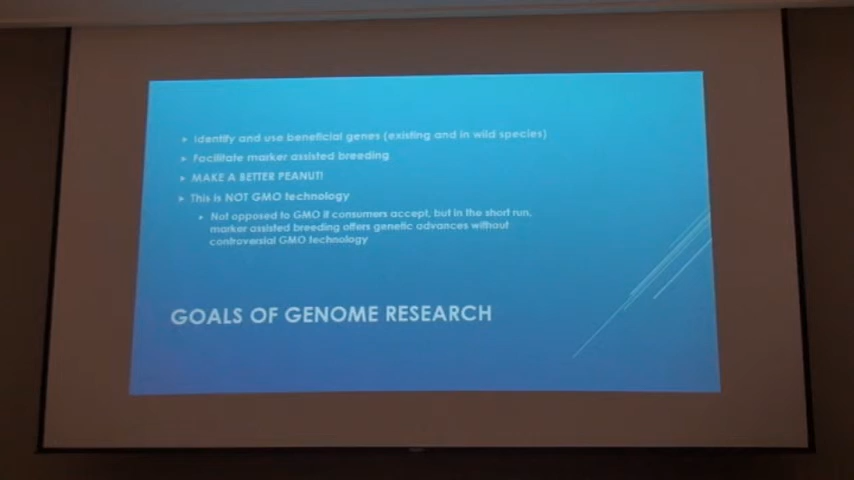 Identify and use beneficial genes (existing and in wild species)
Facilitate marker assisted breeding
MAKE A BETTER PEANUT!
This is NOT GMO technology
Not opposed to GMO if consumers accept, but in the short run,
marker assisted breeding offers genetic advances without
controversial GMO technology
GOALS OF GENOME RESEARCH